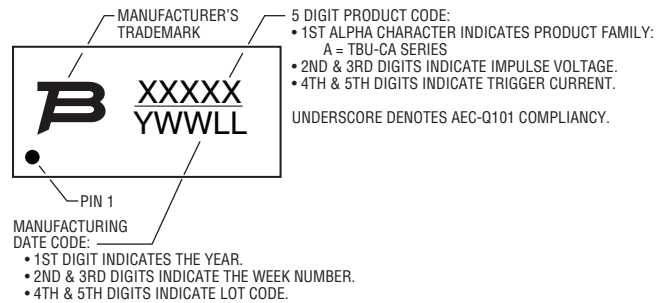 MANUFACTURER'S
TRADEMARK
5 DIGIT PRODUCT CODE:
• 1ST ALPHA CHARACTER INDICATES PRODUCT FAMILY:
A = TBU-CA SERIES
• 2ND & 3RD DIGITS INDICATE IMPULSE VOLTAGE.
• 4TH & 5TH DIGITS INDICATE TRIGGER CURRENT.
UNDERSCORE DENOTES AEC-Q101 COMPLIANCY.
XXXXX
YWWLL
PIN 1
MANUFACTURING
DATE CODE:
• 1ST DIGIT INDICATES THE YEAR.
• 2ND & 3RD DIGITS INDICATE THE WEEK NUMBER.
• 4TH & 5TH DIGITS INDICATE LOT CODE.